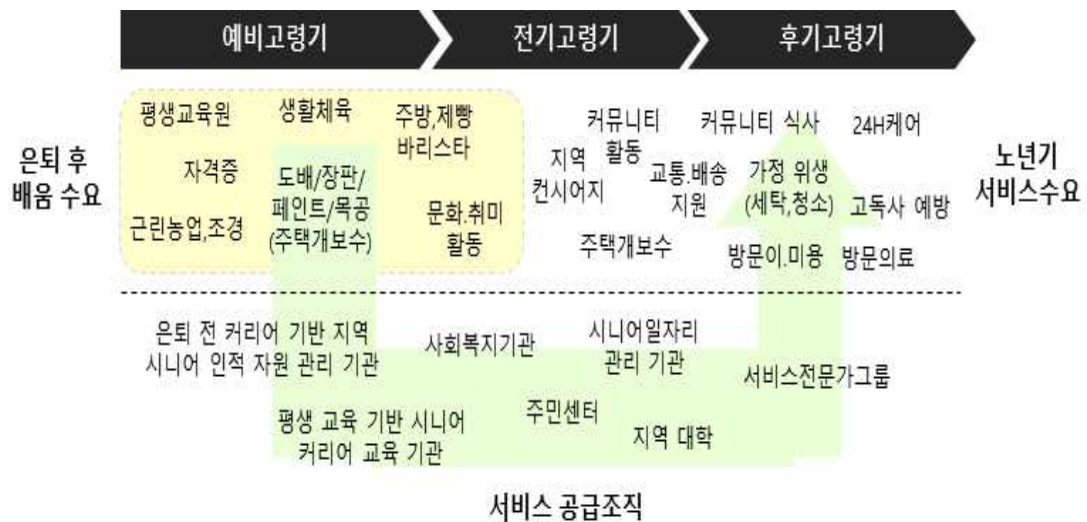 예비고령기
전기고령기
후기고령기
은퇴 후
배움 수요
평생교육원
생활체육
주방,제빵
바리스타
자격증
도배/장판/
페인트/목공
(주택개보수)
근린농업,조경
문화.취미
활동
커뮤니티
활동
지역
컨시어지
교통.배송
지원
주택개보수
커뮤니티 식사
24H케어
가정 위생
(세탁,청소)
고독사 예방
방문이.미용
방문의료
노년기
서비스수요
은퇴 전 커리어 기반 지역
시니어 인적 자원 관리 기관
사회복지기관
시니어일자리
관리 기관
서비스전문가그룹
평생 교육 기반 시니어
커리어 교육 기관
주민센터
지역 대학
서비스 공급조직